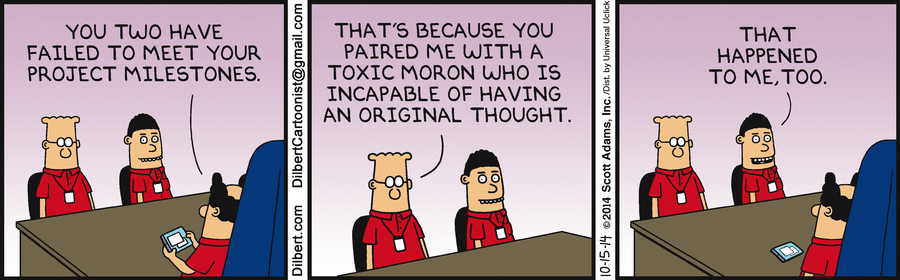 YOU TWO HAVE
FAILED TO MEET YOUR
PROJECT MILESTONES.
Dilbert.com DilbertCartoonist@gmail.com
THAT'S BECAUSE YOU
PAIRED ME WITH A
TOXIC MORON WHO IS
INCAPABLE OF HAVING
AN ORIGINAL THOUGHT.
10-15-14 © 2014 Scott Adams, Inc. /Dist. by Universal Uclick
THAT
HAPPENED
TO ME, TOO.